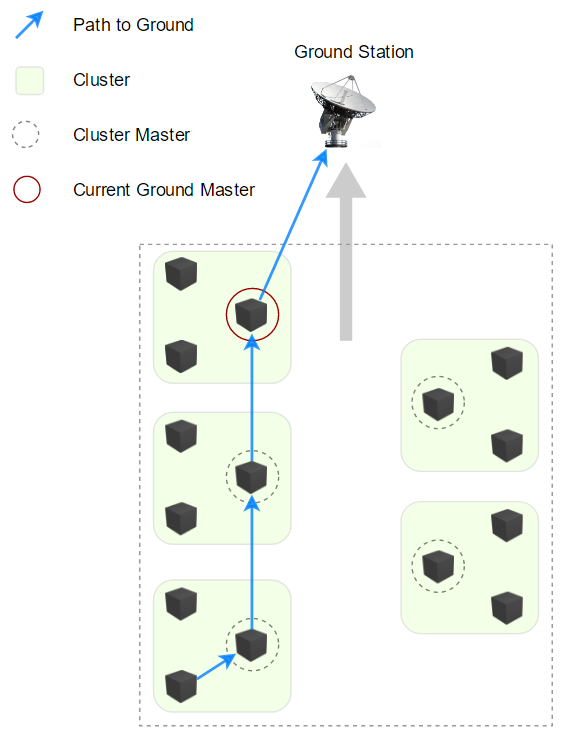 Path to Ground
Ground Station
Cluster
Cluster Master
Current Ground Master